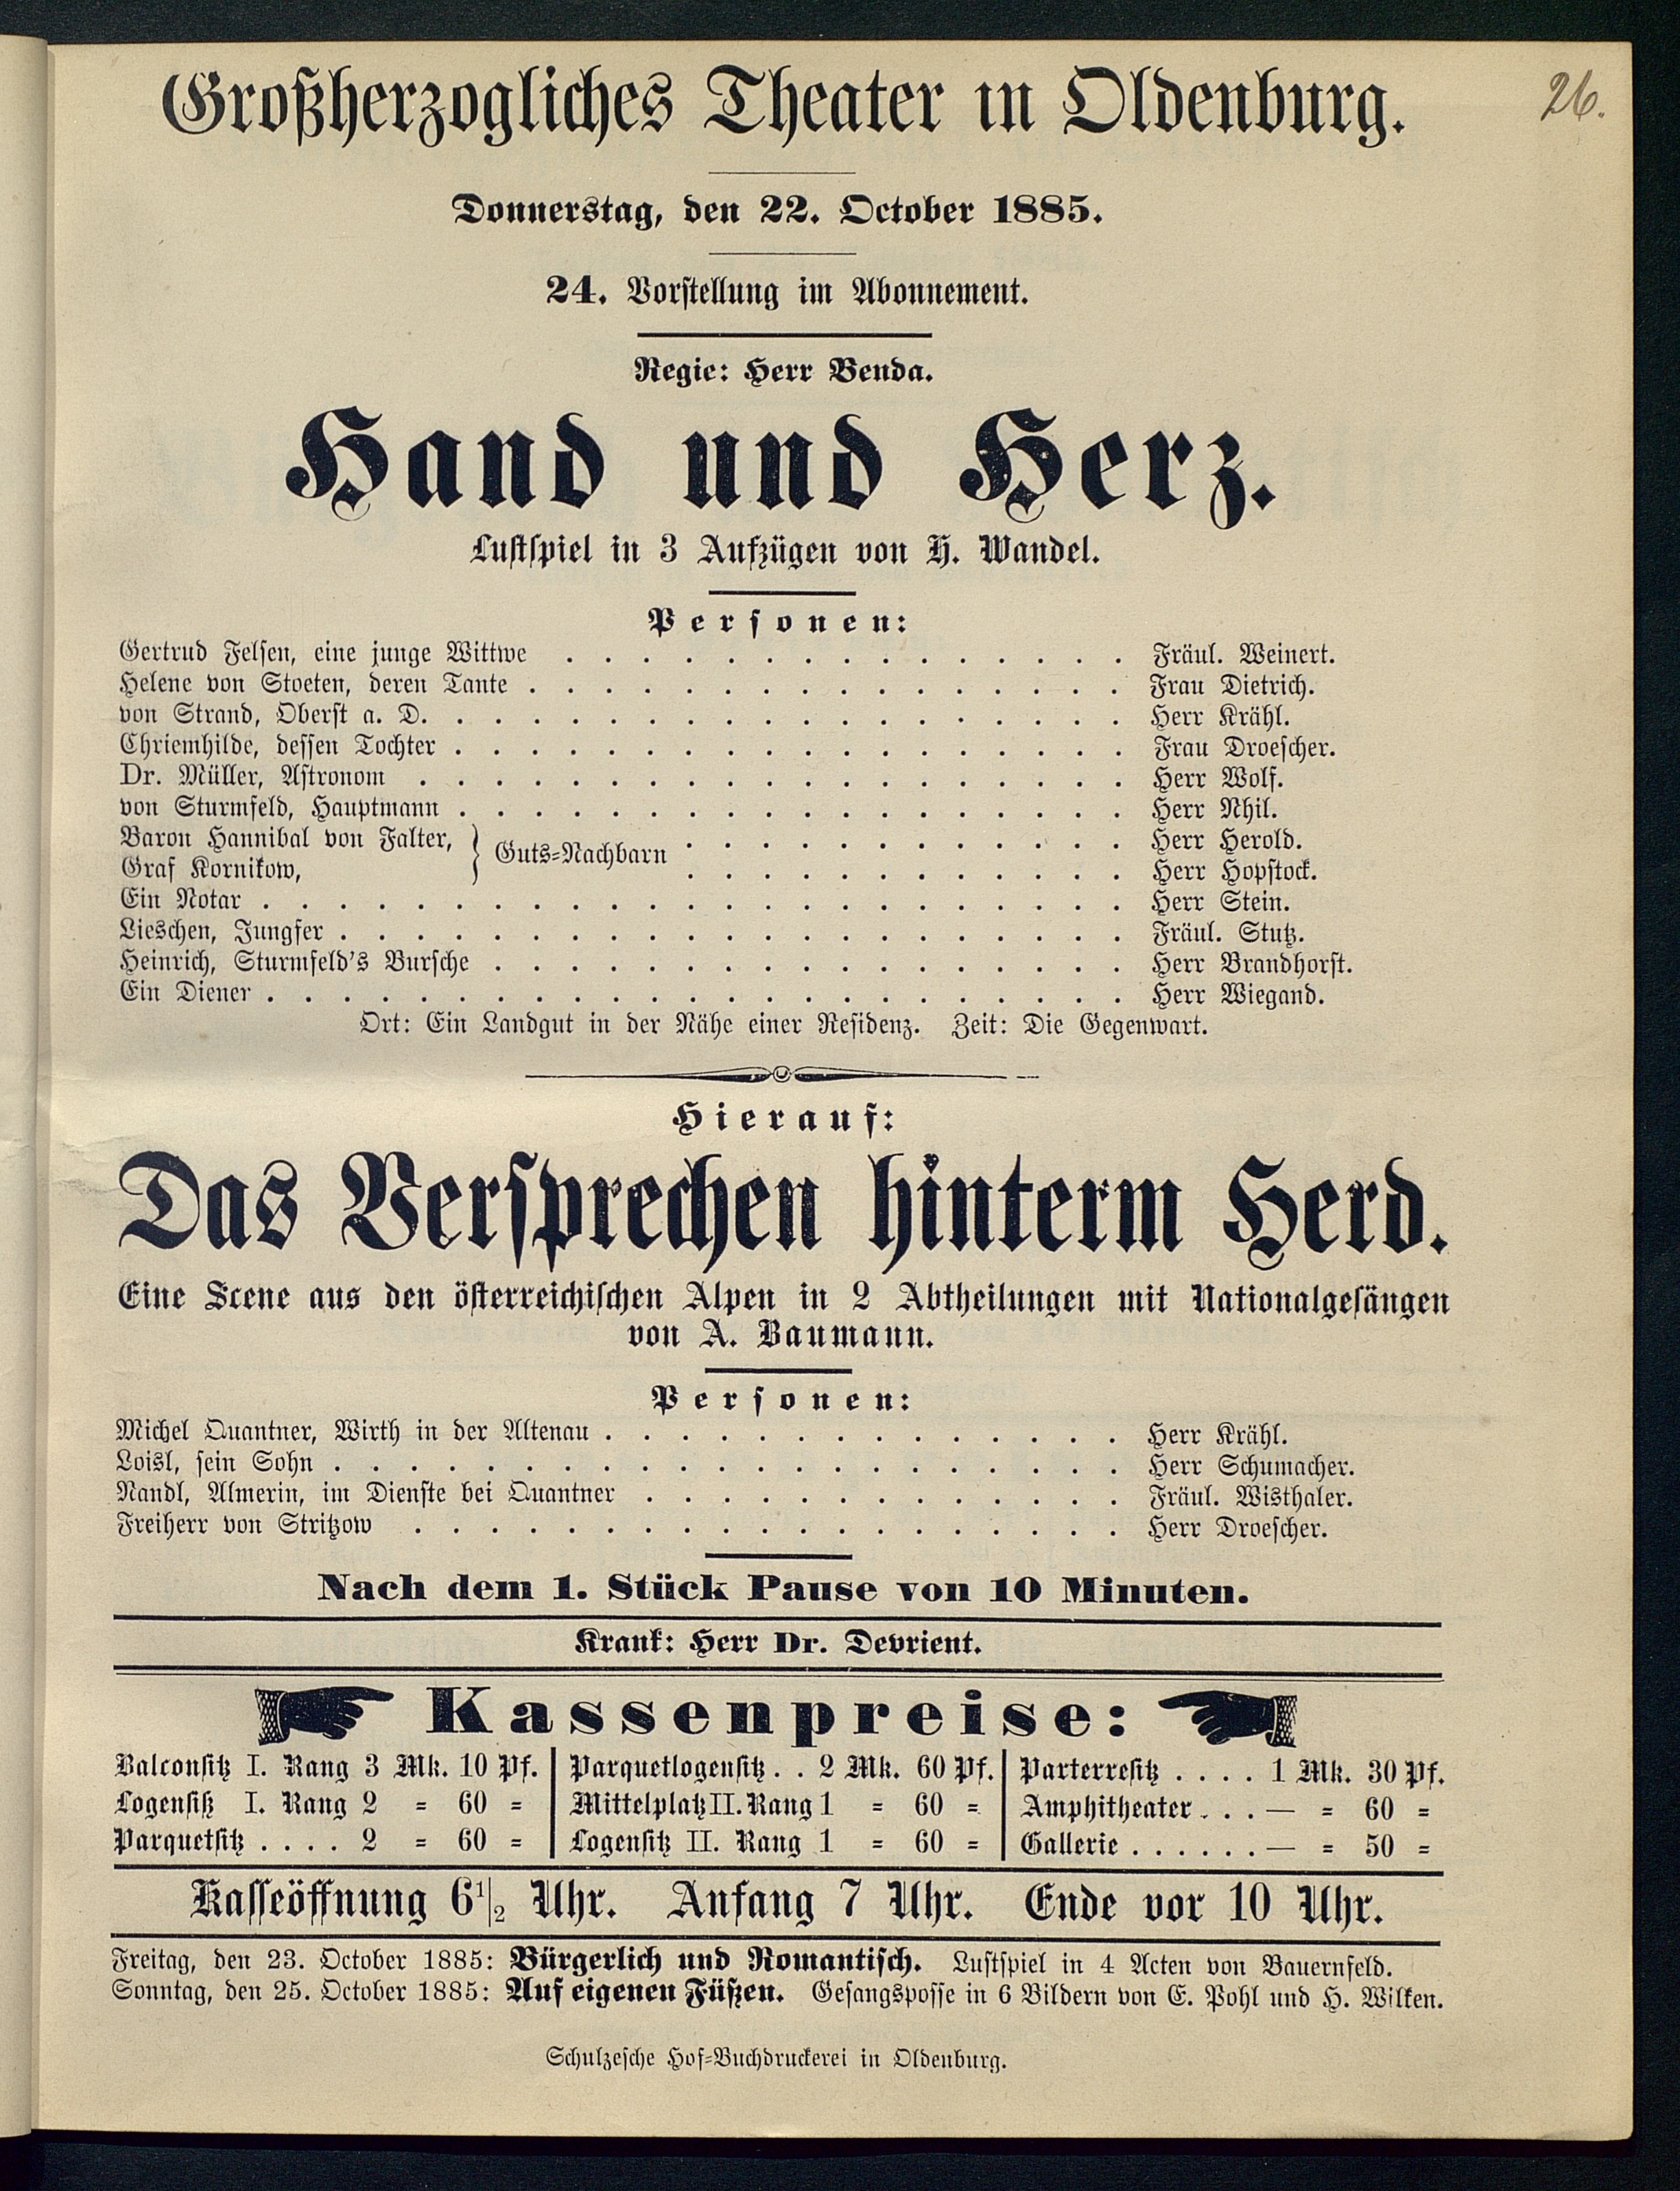 Großherzogliches Theater in Oldenburg.
26.
Donnerstag, den 22. October 1885.
24. Vorstellung im Abonnement.
Regie: Herr Benda.
Hand und Herz.
Lustspiel in 3 Aufzügen von H. Wandel.
Personen:
Gertrud Felsen, eine junge Wittwe . . . . . . . . . . . . . . . Fräul. Weinert.
Helene von Stoeten, deren Tante . . . . . . . . . . . . . . . . Frau Dietrich.
von Strand, Oberst a. D. . . . . . . . . . . . . . . . . . . Herr Krähl.
Chriemhilde, dessen Tochter . . . . . . . . . . . . . . . . . . Frau Droescher.
Dr. Müller, Astronom . . . . . . . . . . . . . . . . . . . Herr Wolf.
von Sturmfeld, Hauptmann . . . . . . . . . . . . . . . . . . Herr Nhil.
Baron Hannibal von Falter, } Guts-Nachbarn . . . . . . . . . . . . Herr Herold.
Graf Kornikow, . . . . . . . . . . . . Herr Hopstock.
Ein Notar . . . . . . . . . . . . . . . . . . . . . . . Herr Stein.
Lieschen, Jungfer . . . . . . . . . . . . . . . . . . . . . Fräul. Stutz.
Heinrich, Sturmfeld's Bursche . . . . . . . . . . . . . . . . . Herr Brandhorst.
Ein Diener . . . . . . . . . . . . . . . . . . . . . . . Herr Wiegand.
Ort: Ein Landgut in der Nähe einer Residenz. Zeit: Die Gegenwart.
Hierauf:
Das Versprechen hinterm Herd.
Eine Scene aus den österreichischen Alpen in 2 Abtheilungen mit Nationalgesängen
von A. Baumann.
Personen:
Michel Quantner, Wirth in der Altenau . . . . . . . . . . . . . . Herr Krähl.
Loisl, sein Sohn . . . . . . . . . . . . . . . . . . . . . Herr Schumacher.
Nandl, Almerin, im Dienste bei Quantner . . . . . . . . . . . . . Fräul. Wisthaler.
Freiherr von Stritzow . . . . . . . . . . . . . . . . . . . Herr Droescher.
Nach dem 1. Stück Pause von 10 Minuten.
Krank: Herr Dr. Devrient.
Kassenpreise:
Balconsitz I. Rang 3 Mk. 10 Pf. | Parquetlogensitz . . 2 Mk. 60 Pf. | Parterresitz . . . . 1 Mk. 30 Pf.
Logensitz I. Rang 2 = 60 = | Mittelplatz II. Rang 1 = 60 = | Amphitheater . . . — = 60 =
Parquetsitz . . . . 2 = 60 = | Logensitz II. Rang 1 = 60 = | Gallerie . . . . . . — = 50 =
Kasseöffnung 6 1/2 Uhr. Anfang 7 Uhr. Ende vor 10 Uhr.
Freitag, den 23. October 1885: Bürgerlich und Romantisch. Lustspiel in 4 Acten von Bauernfeld.
Sonntag, den 25. October 1885: Auf eigenen Füßen. Gesangsposse in 6 Bildern von E. Pohl und H. Wilken.
Schulzesche Hof-Buchdruckerei in Oldenburg.